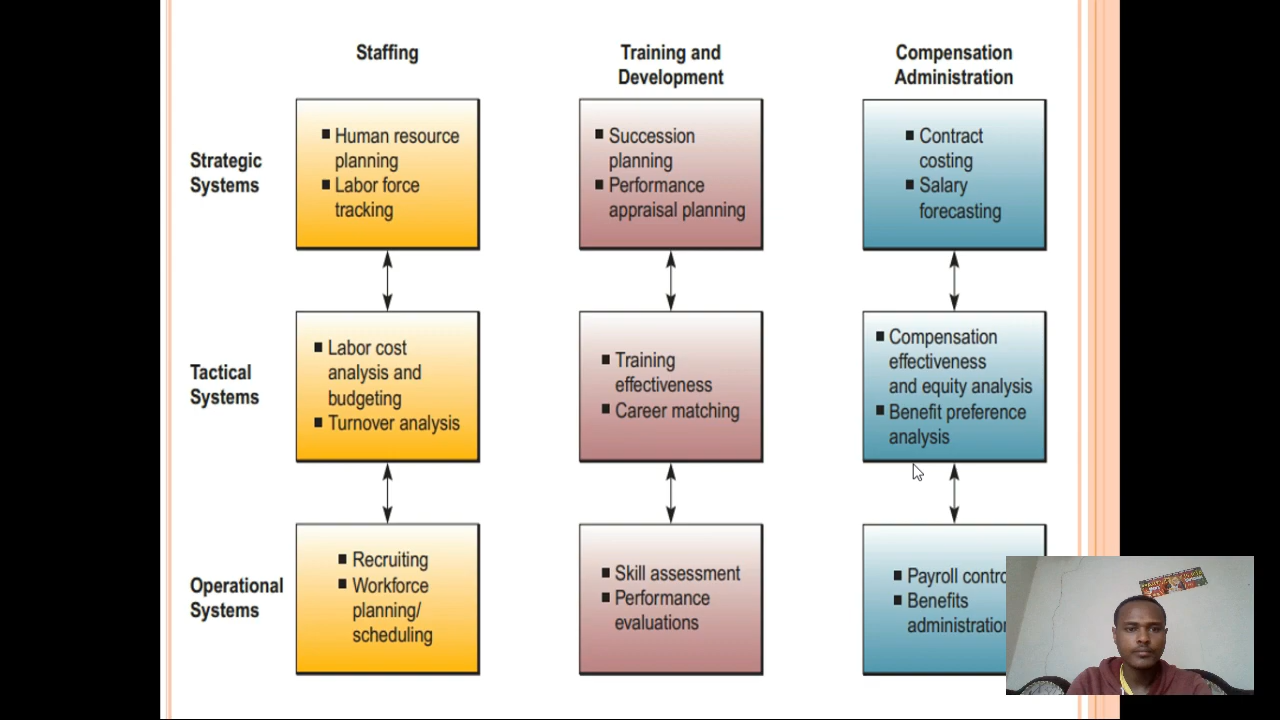 Staffing
Training and
Development
Compensation
Administration
Strategic
Systems
Human resource
planning
Labor force
tracking
Succession
planning
Performance
appraisal planning
Contract
costing
Salary
forecasting
Tactical
Systems
Labor cost
analysis and
budgeting
Turnover analysis
Training
effectiveness
Career matching
Compensation
effectiveness
and equity analysis
Benefit preference
analysis
Operational
Systems
Recruiting
Workforce
planning/
scheduling
Skill assessment
Performance
evaluations
Payroll
Benefits